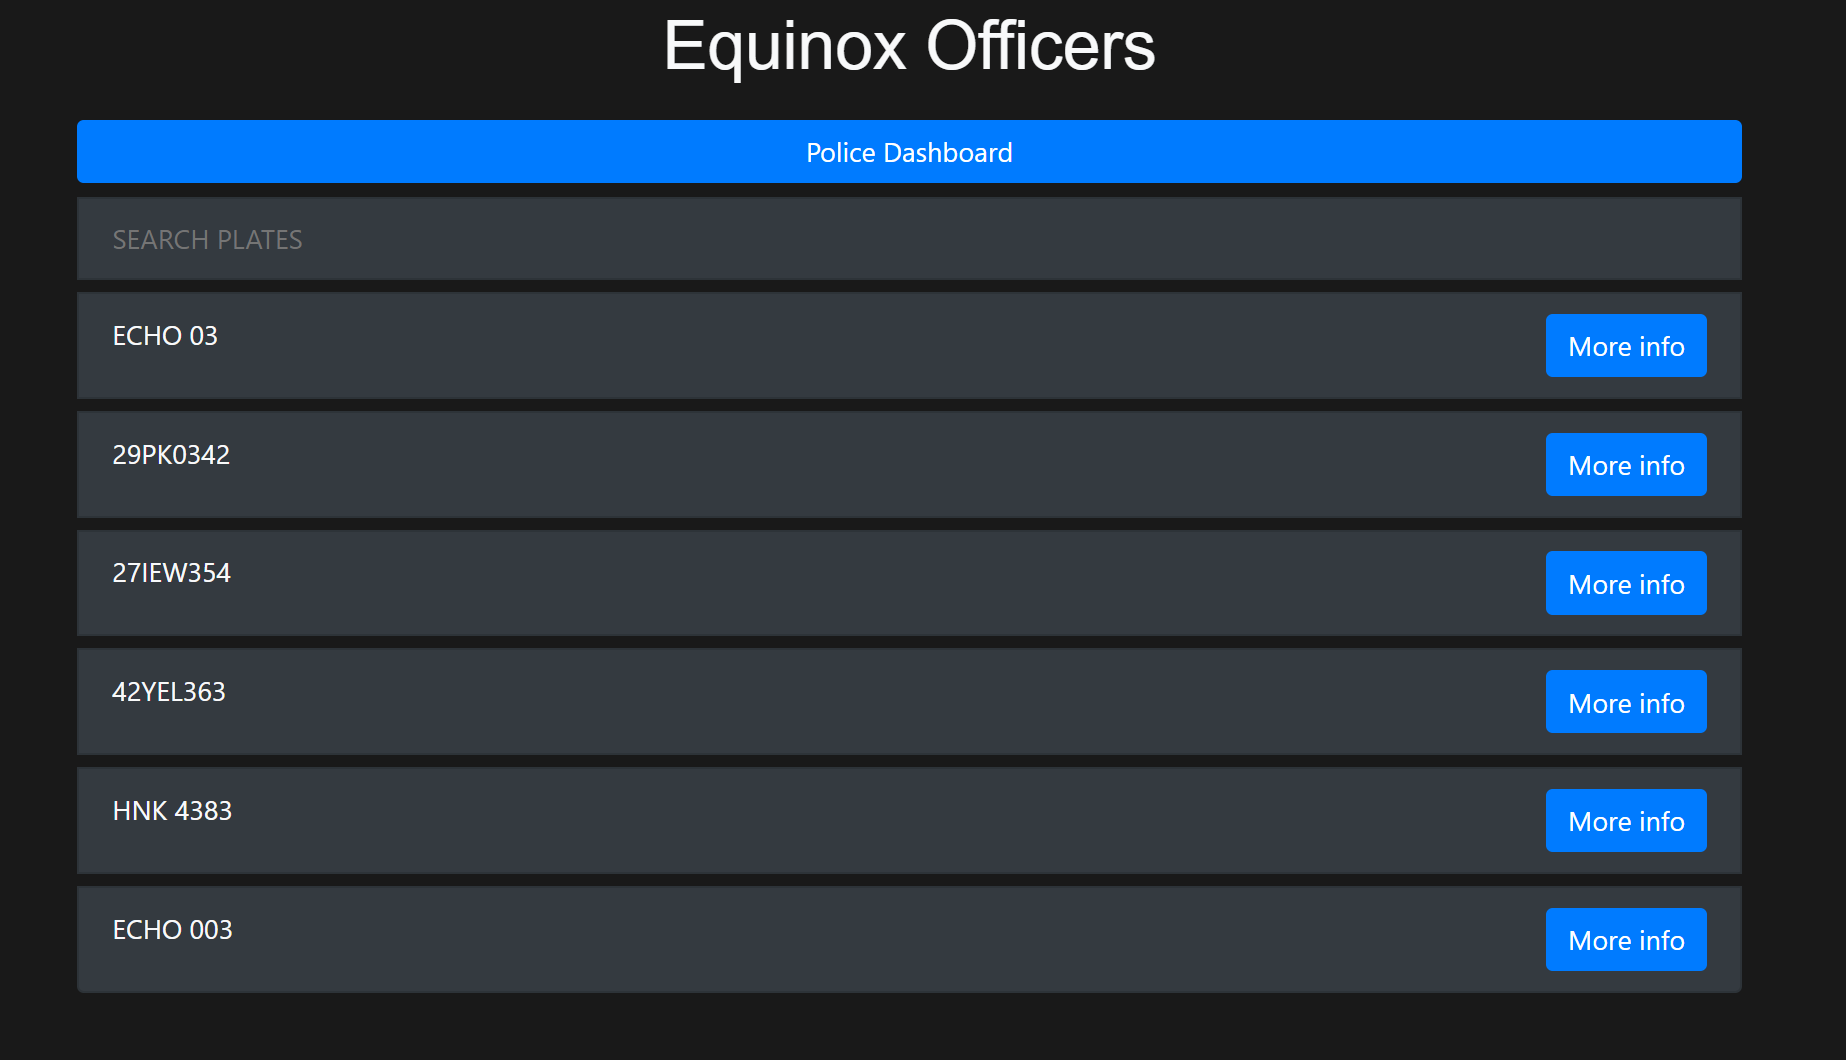 Equinox Officers
Police Dashboard
SEARCH PLATES
ECHO 03
More info
29PK0342
More info
27IEW354
More info
42YEL363
More info
HNK 4383
More info
ECHO 003
More info